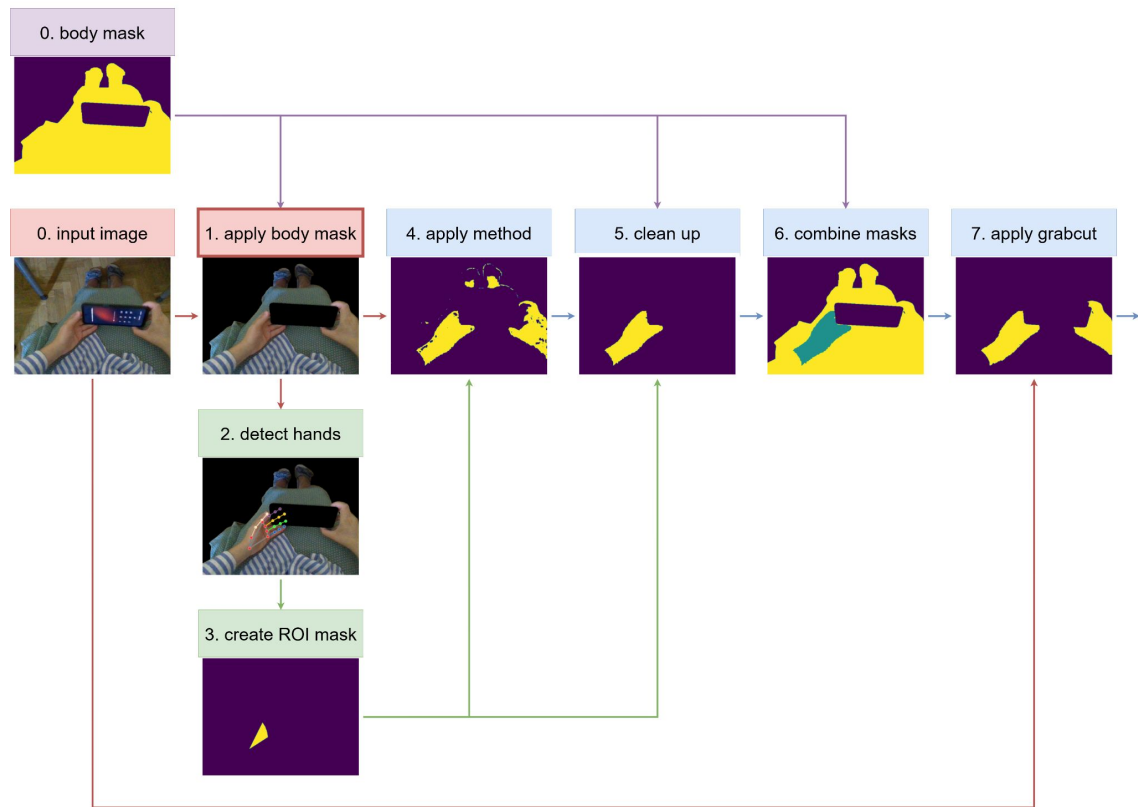 0. body mask
0. input image
1. apply body mask
4. apply method
5. clean up
6. combine masks
7. apply grabcut
2. detect hands
3. create ROI mask